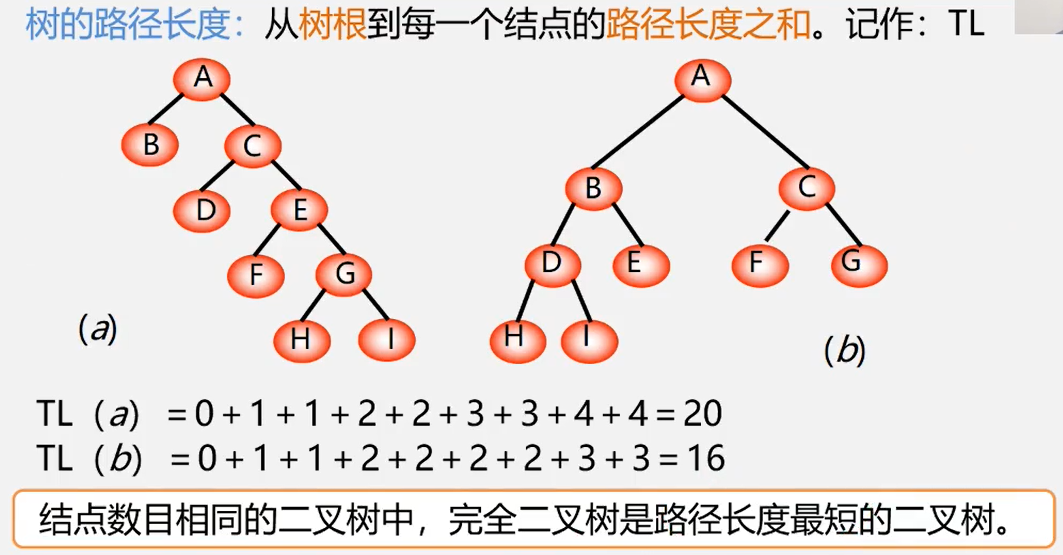 树的路径长度：从树根到每一个结点的路径长度之和。记作：TL
A
A
B
C
B
C
D
E
D
E
F
G
F
G
H
I
H
I
(a)
(b)
TL（a） =0+1+1+2+2+3+3+4+4=20
TL（b） =0+1+1+2+2+2+2+3+3=16
结点数目相同的二叉树中，完全二叉树是路径长度最短的二叉树。